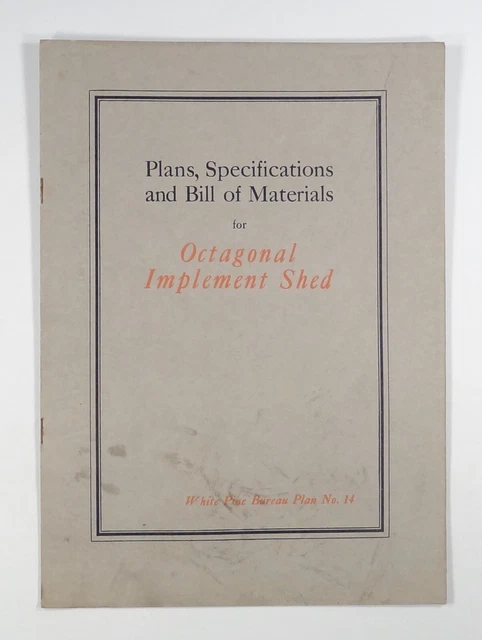 Plans, Specifications
and Bill of Materials
for
Octagonal
Implement Shed
White Pine Bureau Plan No. 14